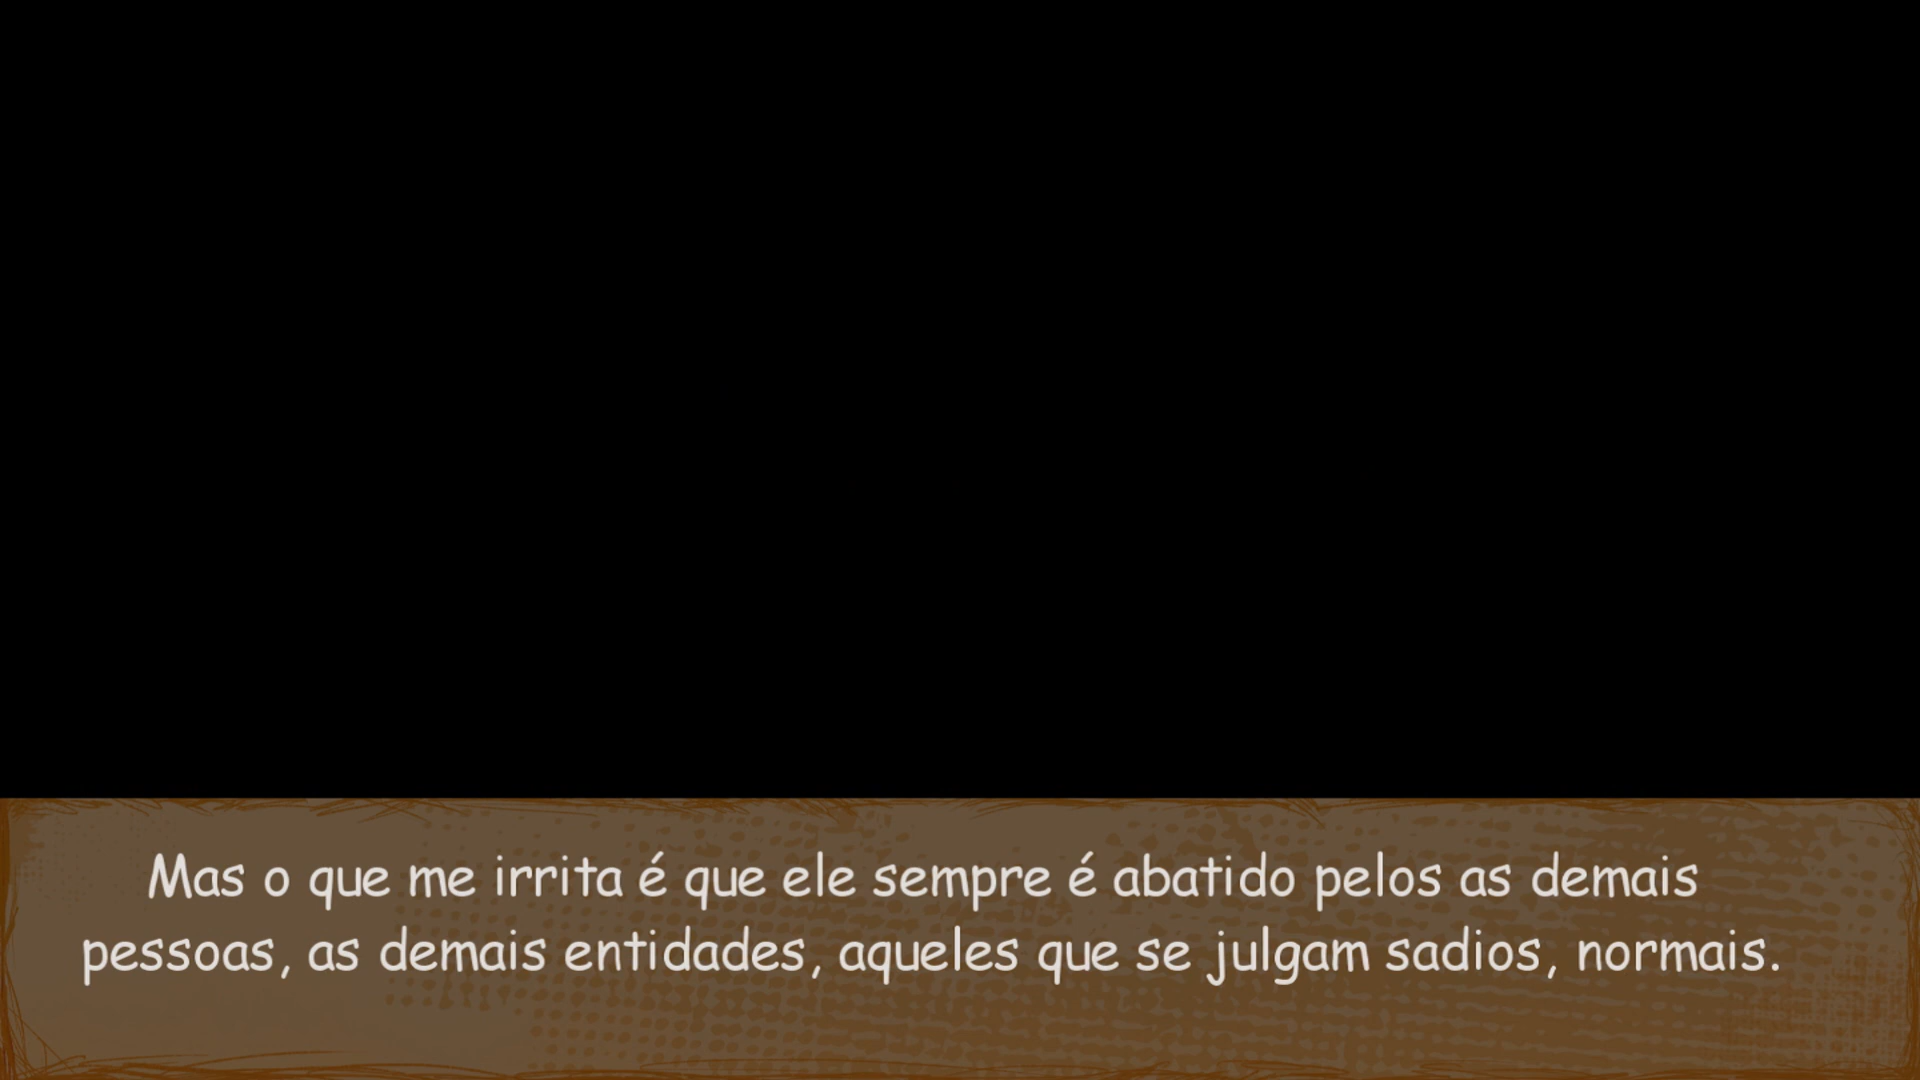 Mas o que me irrita é que ele sempre é abatido pelos as demais
pessoas, as demais entidades, aqueles que se julgam sadios, normais.